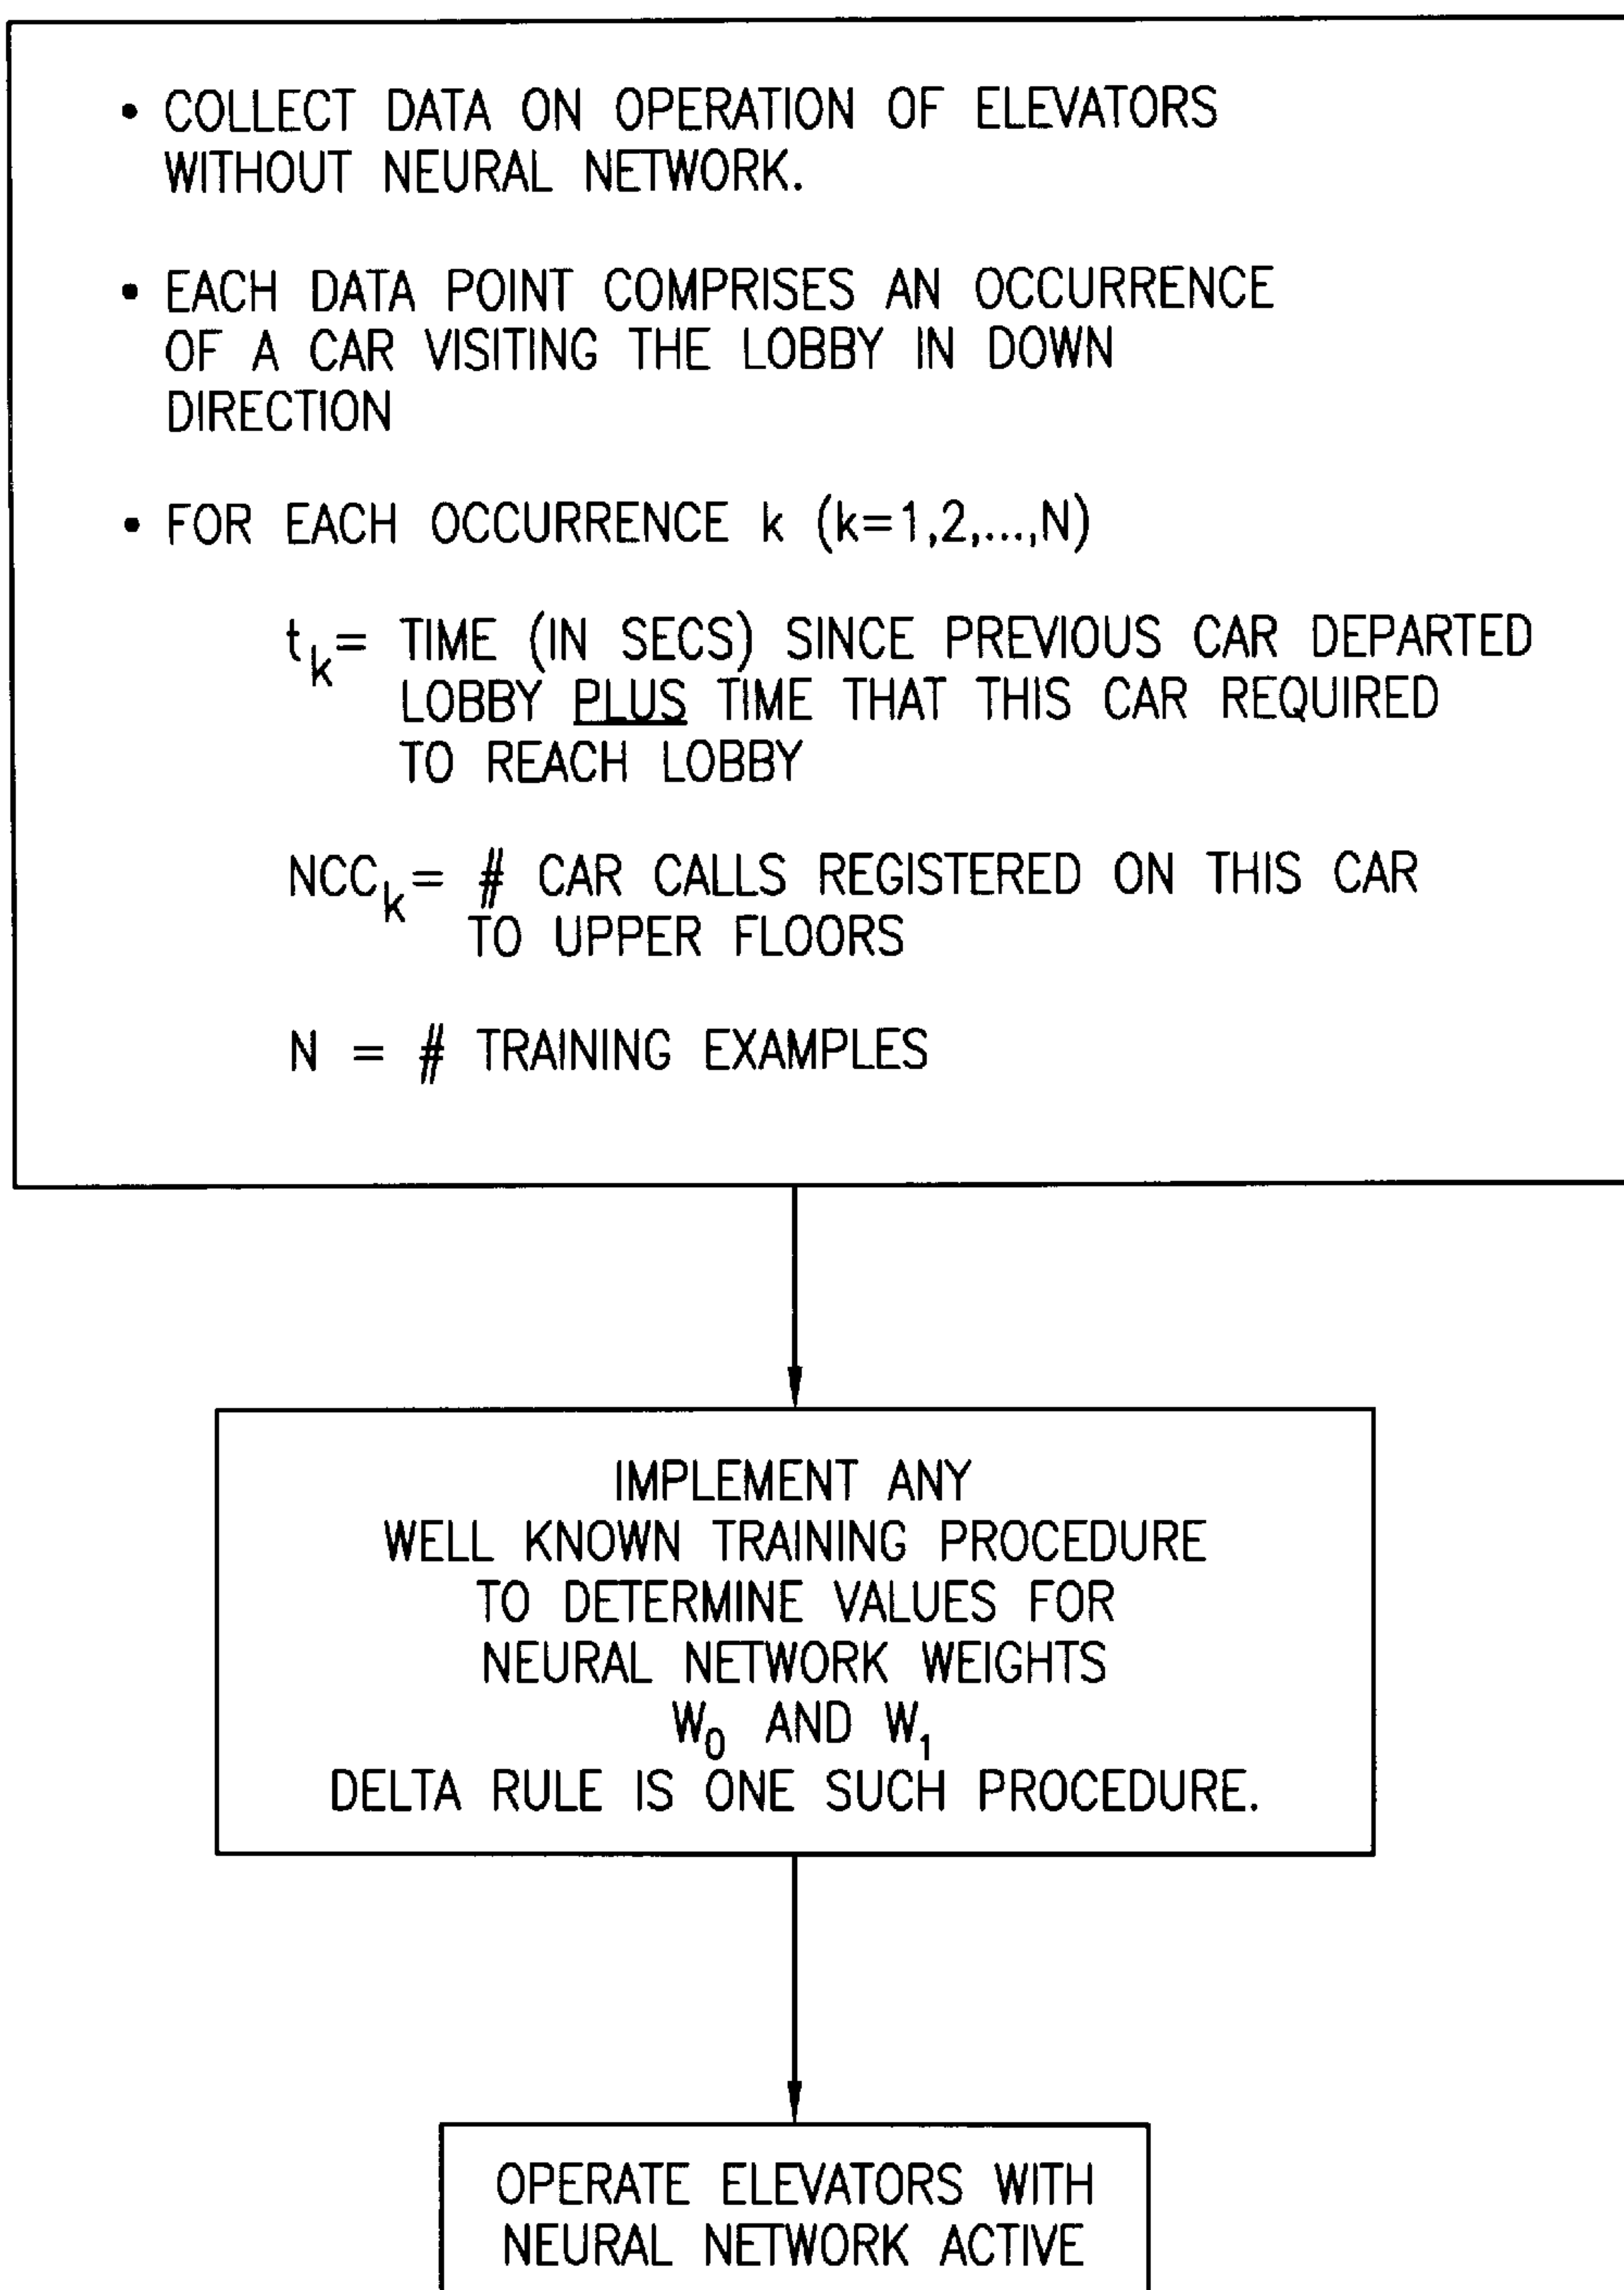 • COLLECT DATA ON OPERATION OF ELEVATORS
WITHOUT NEURAL NETWORK.
• EACH DATA POINT COMPRISES AN OCCURRENCE
OF A CAR VISITING THE LOBBY IN DOWN
DIRECTION
• FOR EACH OCCURRENCE k (k=1,2,...,N)
t_k= TIME (IN SECS) SINCE PREVIOUS CAR DEPARTED
LOBBY PLUS TIME THAT THIS CAR REQUIRED
TO REACH LOBBY
NCC_k= # CAR CALLS REGISTERED ON THIS CAR
TO UPPER FLOORS
N = # TRAINING EXAMPLES
IMPLEMENT ANY
WELL KNOWN TRAINING PROCEDURE
TO DETERMINE VALUES FOR
NEURAL NETWORK WEIGHTS
W_0 AND W_1
DELTA RULE IS ONE SUCH PROCEDURE.
OPERATE ELEVATORS WITH
NEURAL NETWORK ACTIVE